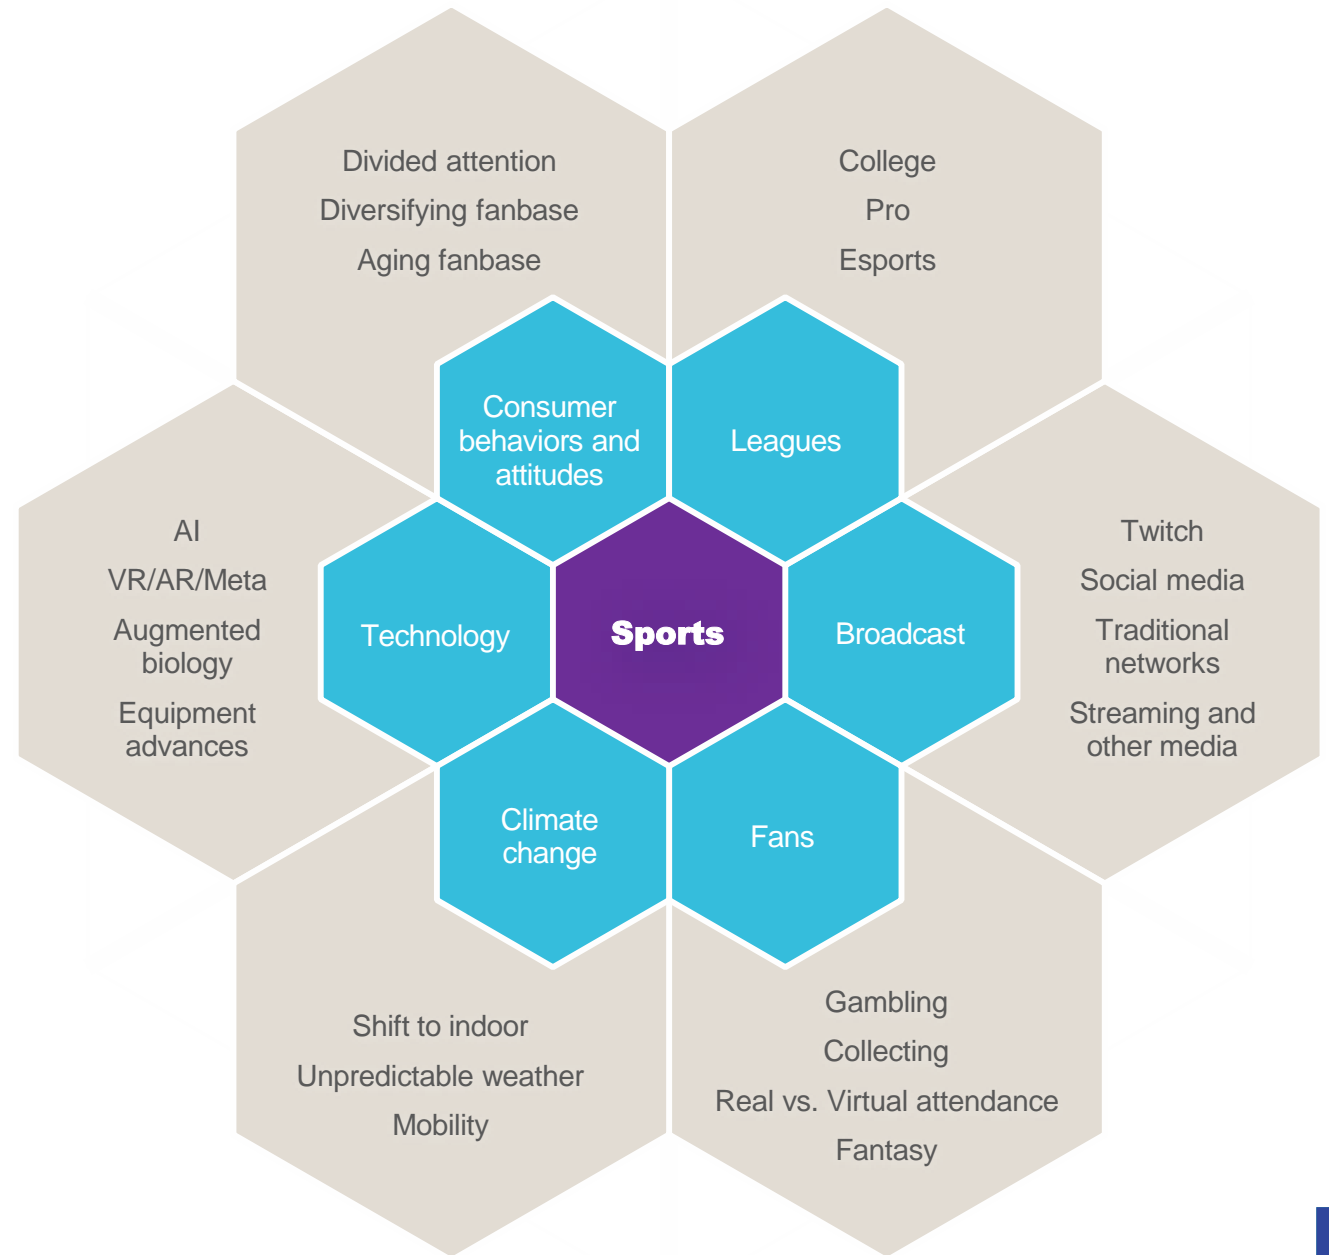 Divided attention
Diversifying fanbase
Aging fanbase
College
Pro
Esports
Consumer
behaviors and
attitudes
Leagues
AI
VR/AR/Meta
Augmented
biology
Equipment
advances
Technology
Sports
Broadcast
Twitch
Social media
Traditional
networks
Streaming and
other media
Climate
change
Fans
Shift to indoor
Unpredictable weather
Mobility
Gambling
Collecting
Real vs. Virtual attendance
Fantasy